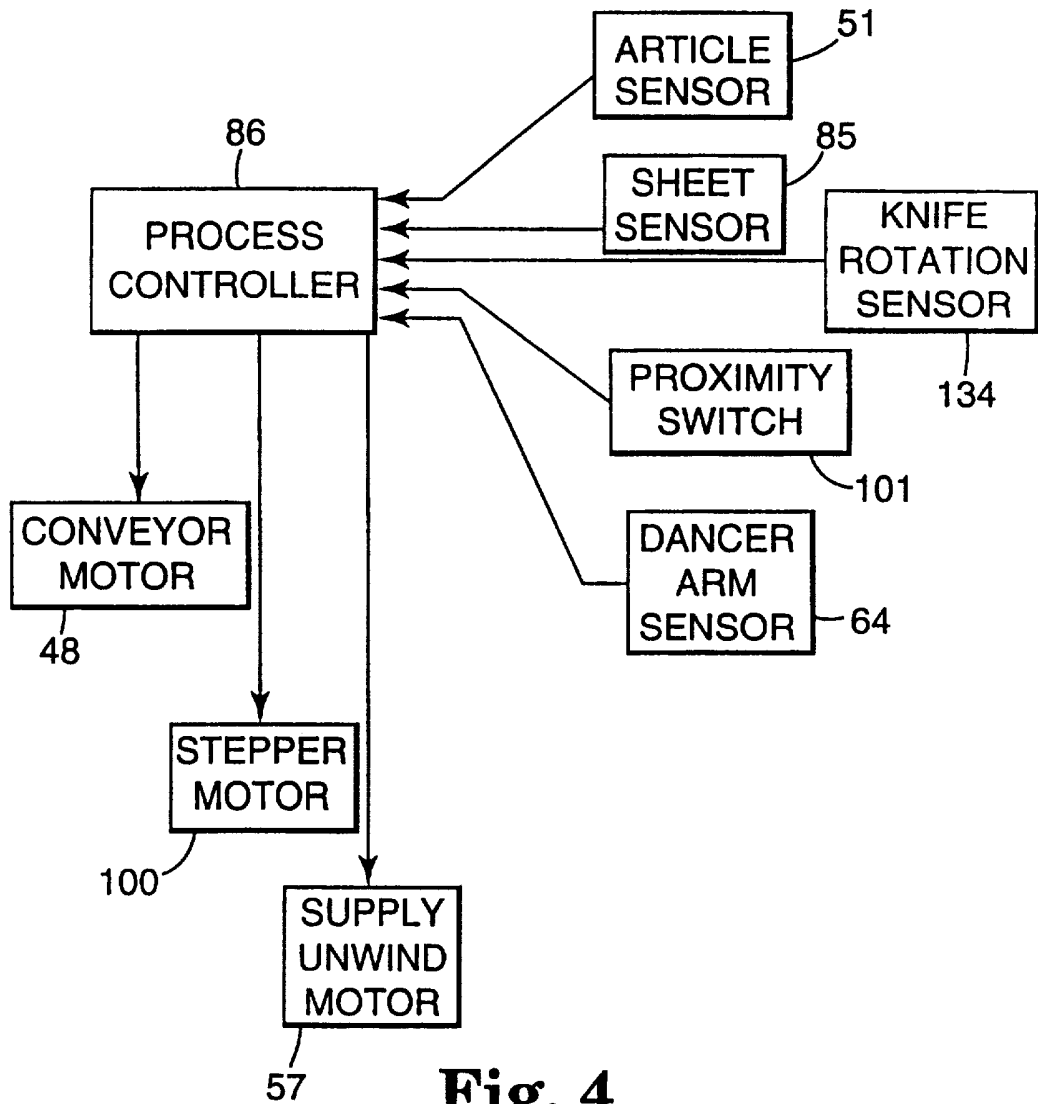 51
ARTICLE
SENSOR
86
PROCESS
CONTROLLER
85
SHEET
SENSOR
KNIFE
ROTATION
SENSOR
134
PROXIMITY
SWITCH
101
DANCER
ARM
SENSOR
64
CONVEYOR
MOTOR
48
STEPPER
MOTOR
100
SUPPLY
UNWIND
MOTOR
57
Fig. 4